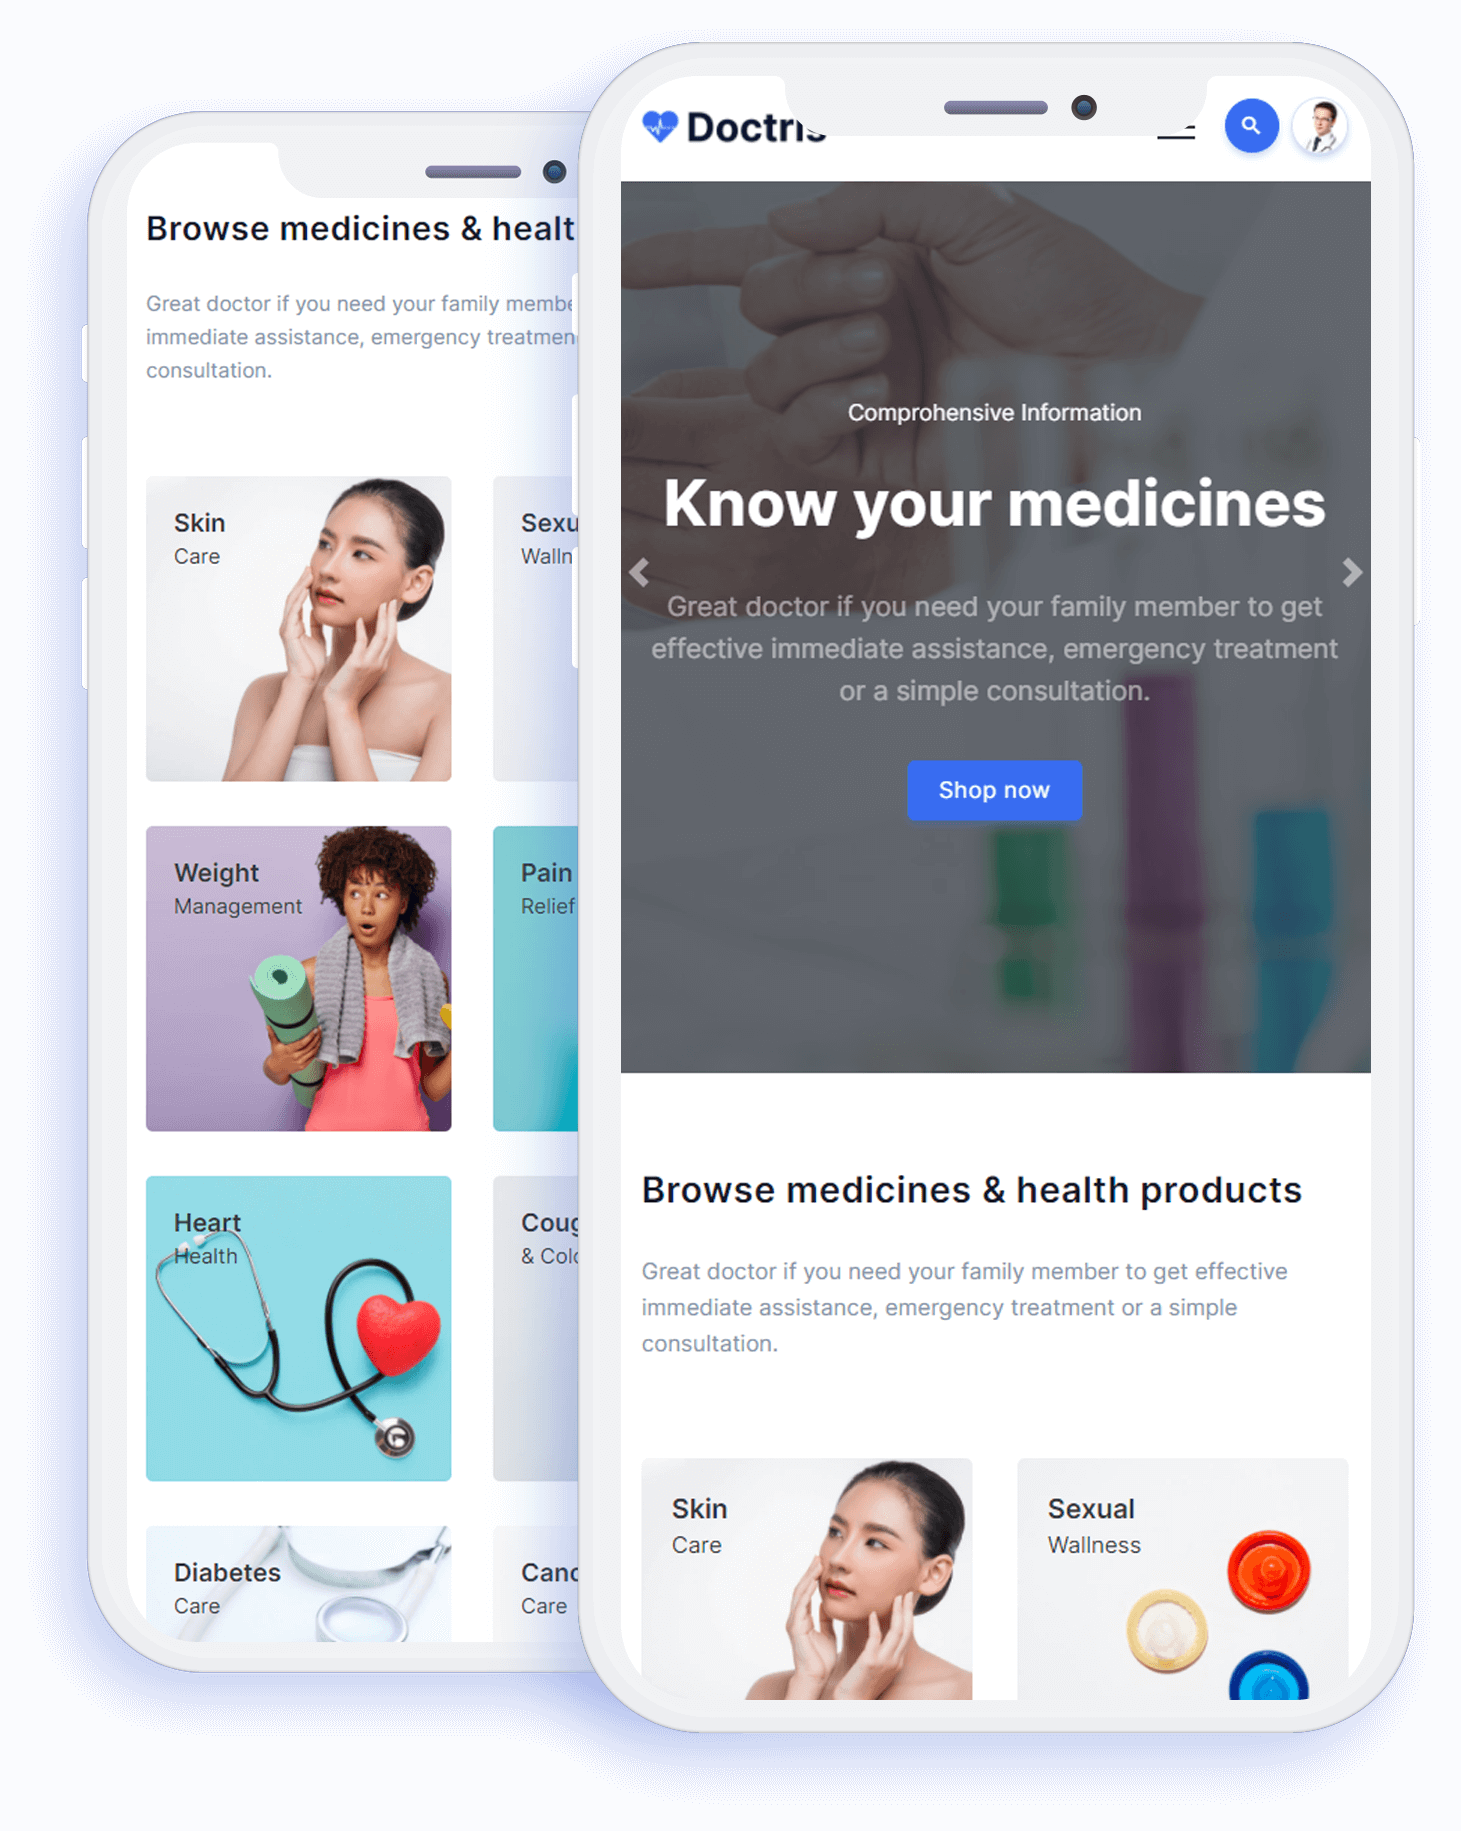 Browse medicines & healt
Great doctor if you need your family membe
immediate assistance, emergency treatmen
consultation.
Skin
Care
Sexu
Walln
Weight
Management
Pain
Relief
Heart
Health
Coug
& Cold
Diabetes
Care
Canc
Care
Doctris
Comprohensive Information
Know your medicines
Great doctor if you need your family member to get
effective immediate assistance, emergency treatment
or a simple consultation.
Shop now
Browse medicines & health products
Great doctor if you need your family member to get effective
immediate assistance, emergency treatment or a simple
consultation.
Skin
Care
Sexual
Wallness